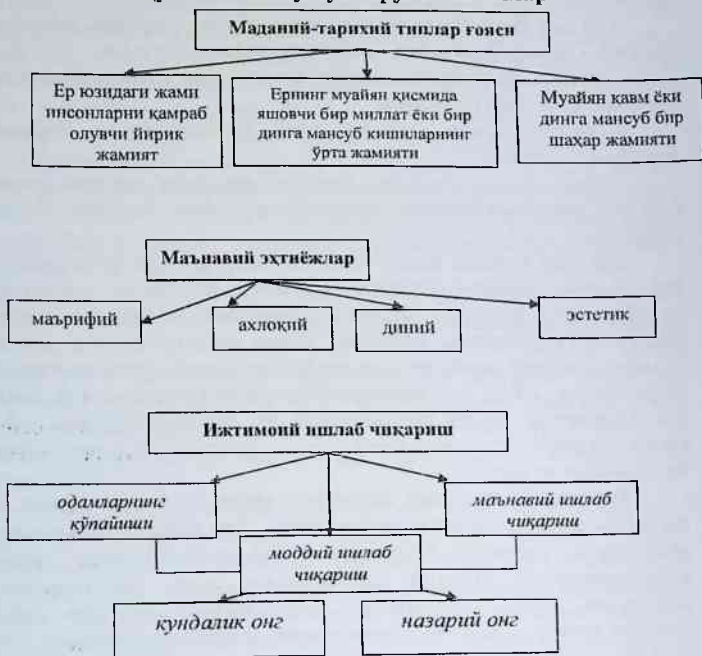 Маданий-тарихий типлар ғояси
Ер юзидаги жами
инсонларни қамраб
олувчи йирик
жамият
Ернинг муайян қисмида
яшовчи бир миллат ёки бир
динга мансуб кишиларнинг
ўрта жамияти
Муайян қавм ёки
динга мансуб бир
шаҳар жамияти
Маънавий эҳтиёжлар
маърифий
ахлоқий
диний
эстетик
Ижтимоий ишлаб чиқариш
одамларнинг
кўпайиши
моддий ишлаб
чиқариш
маънавий ишлаб
чиқариш
кундалик онг
назарий онг